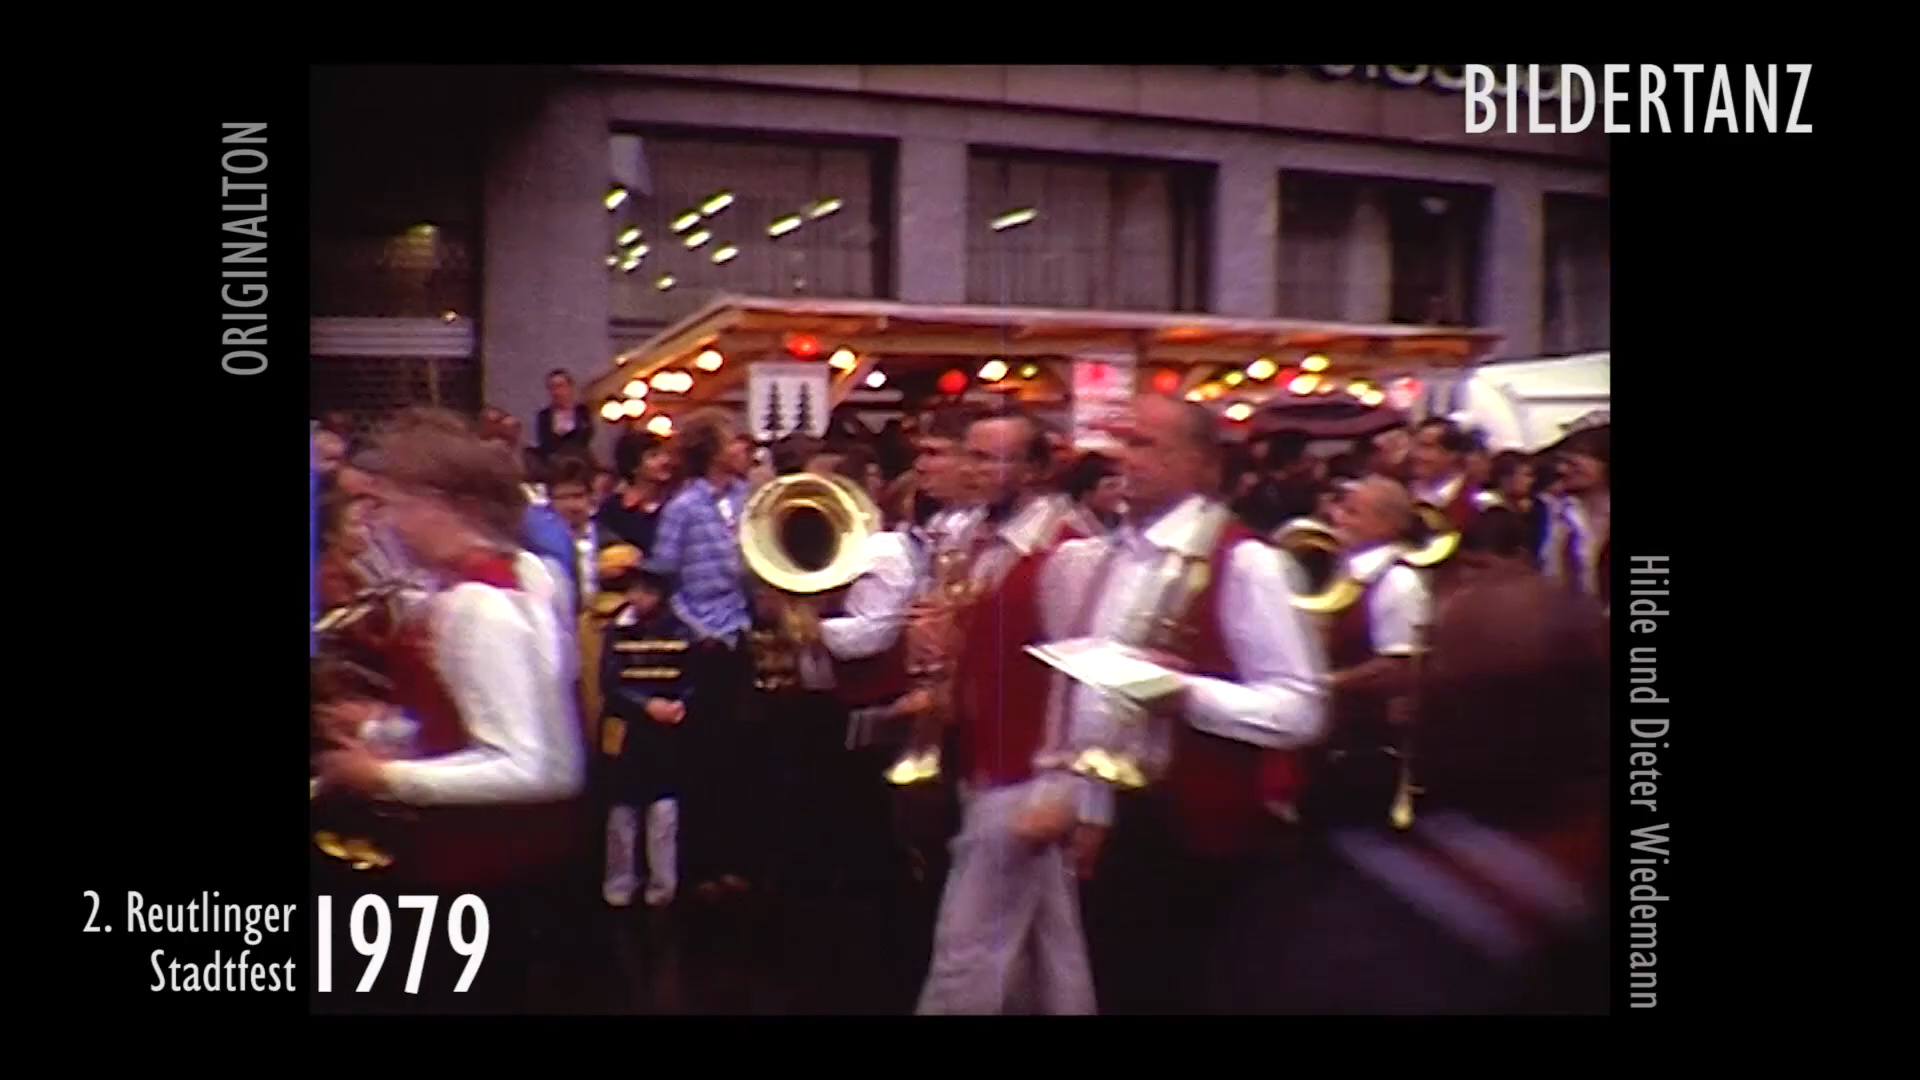 BILDERTANZ
ORIGINALTON
Hilde und Dieter Wiedemann
2. Reutlinger
Stadtfest
1979